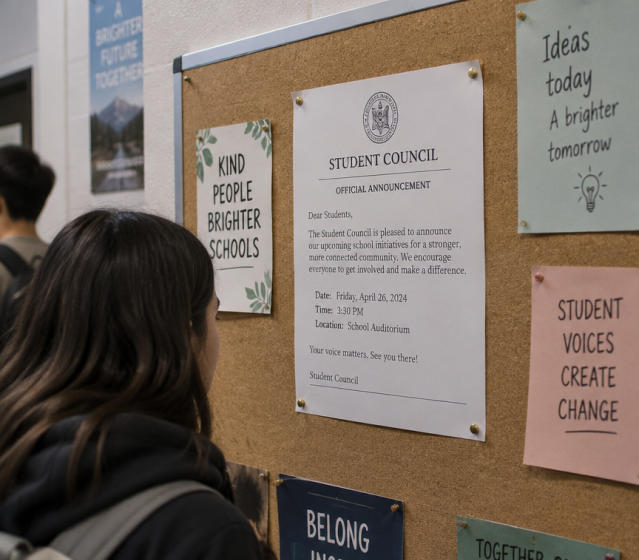 A
BRIGHTER
FUTURE
TOGETHER
KIND
PEOPLE
BRIGHTER
SCHOOLS
STUDENT COUNCIL
OFFICIAL ANNOUNCEMENT
Dear Students,
The Student Council is pleased to announce
our upcoming school initiatives for a stronger,
more connected community. We encourage
everyone to get involved and make a difference.
Date: Friday, April 26, 2024
Time: 3:30 PM
Location: School Auditorium
Your voice matters. See you there!
Student Council
Ideas
today
A brighter
tomorrow
STUDENT
VOICES
CREATE
CHANGE
BELONG
TOGETHER